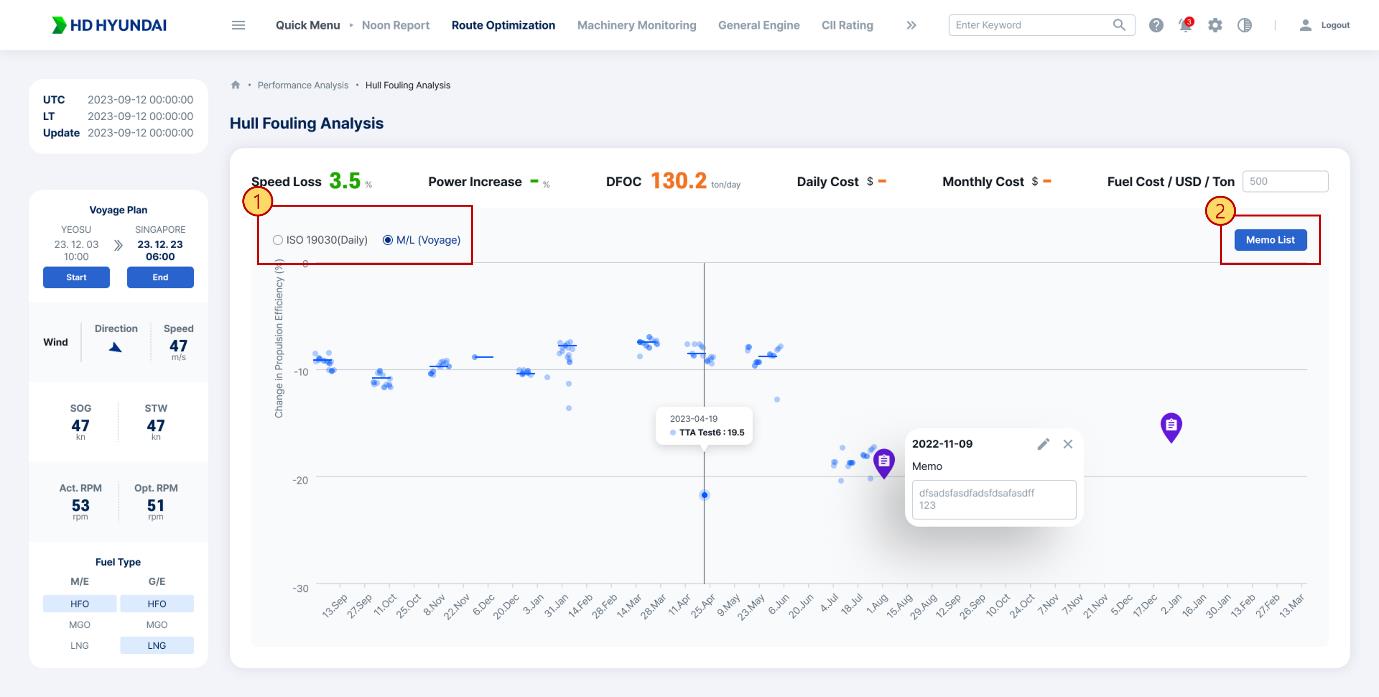 HD HYUNDAI
Quick Menu Noon Report Route Optimization Machinery Monitoring General Engine CII Rating
Enter Keyword
3
Logout
UTC 2023-09-12 00:00:00
LT 2023-09-12 00:00:00
Update 2023-09-12 00:00:00
Voyage Plan
YEOSU SINGAPORE
23. 12. 03 23. 12. 23
10:00 06:00
Start End
Wind Direction Speed
47
m/s
SOG STW
47 47
kn kn
Act. RPM Opt. RPM
53 51
rpm rpm
Fuel Type
M/E G/E
HFO HFO
MGO MGO
LNG LNG
Performance Analysis • Hull Fouling Analysis
Hull Fouling Analysis
Speed Loss 3.5 % Power Increase - % DFOC 130.2 ton/day Daily Cost $ - Monthly Cost $ - Fuel Cost / USD / Ton 500
1
2
ISO 19030(Daily) M/L (Voyage)
Memo List
Change in Propulsion Efficiency (%)
0
-10
-20
-30
2023-04-19
TTA Test6 : 19.5
2022-11-09
Memo
dfsadsfasdfadsfdsafasdff
123
13.Sep 27.Sep 11.Oct 25.Oct 8.Nov 22.Nov 6.Dec 20.Dec 3.Jan 31.Jan 14.Feb 28.Feb 14.Mar 28.Mar 11.Apr 25.Apr 9.May 23.May 6.Jun 20.Jun 4.Jul 18.Jul 1.Aug 15.Aug 29.Aug 12.Sep 26.Sep 10.Oct 24.Oct 7.Nov 7.Nov 21.Nov 5.Dec 17.Dec 2.Jan 16.Jan 30.Jan 13.Feb 27.Feb 13.Mar